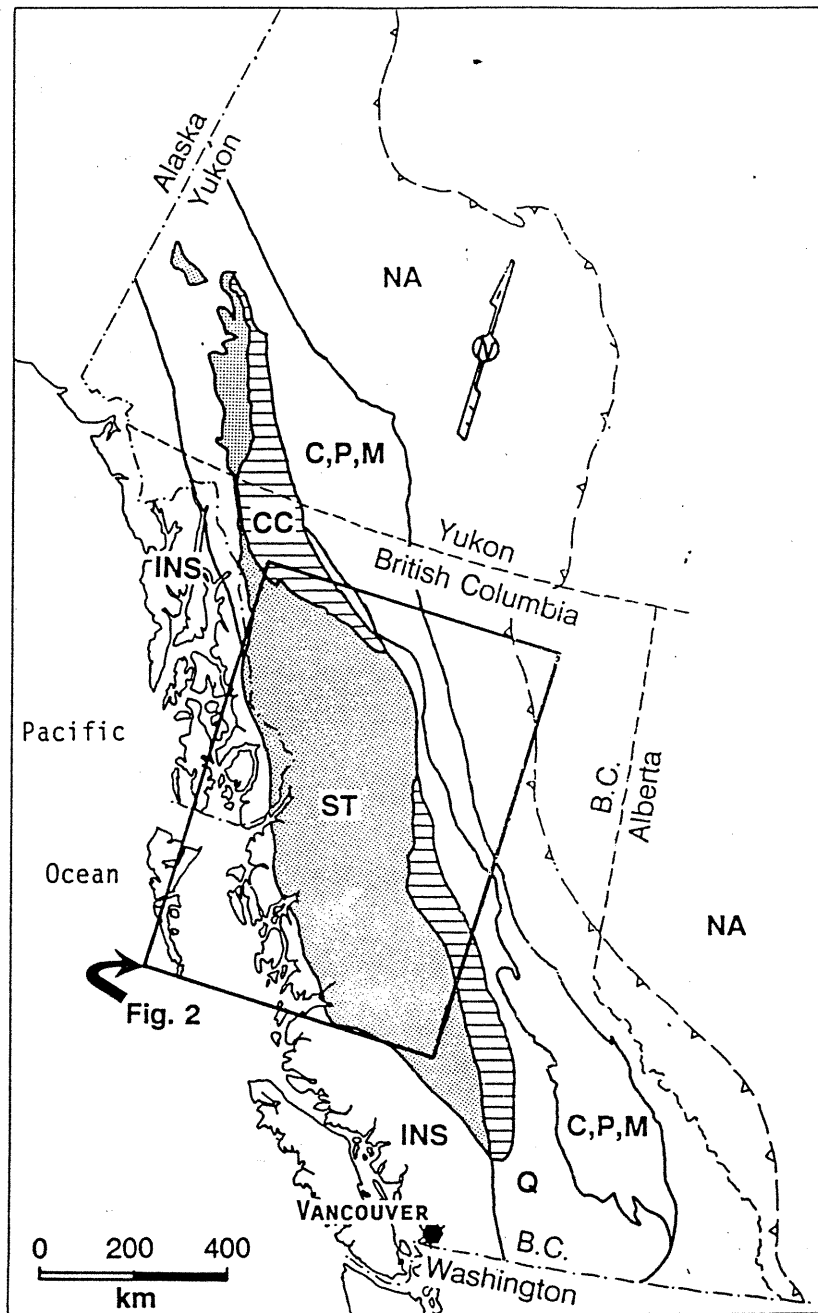 Alaska
Yukon
NA
N
C,P,M
CC
Yukon
British Columbia
INS
Pacific
ST
B.C.
Alberta
Ocean
NA
Fig. 2
C,P,M
INS
Q
VANCOUVER
B.C.
Washington
0 200 400
km